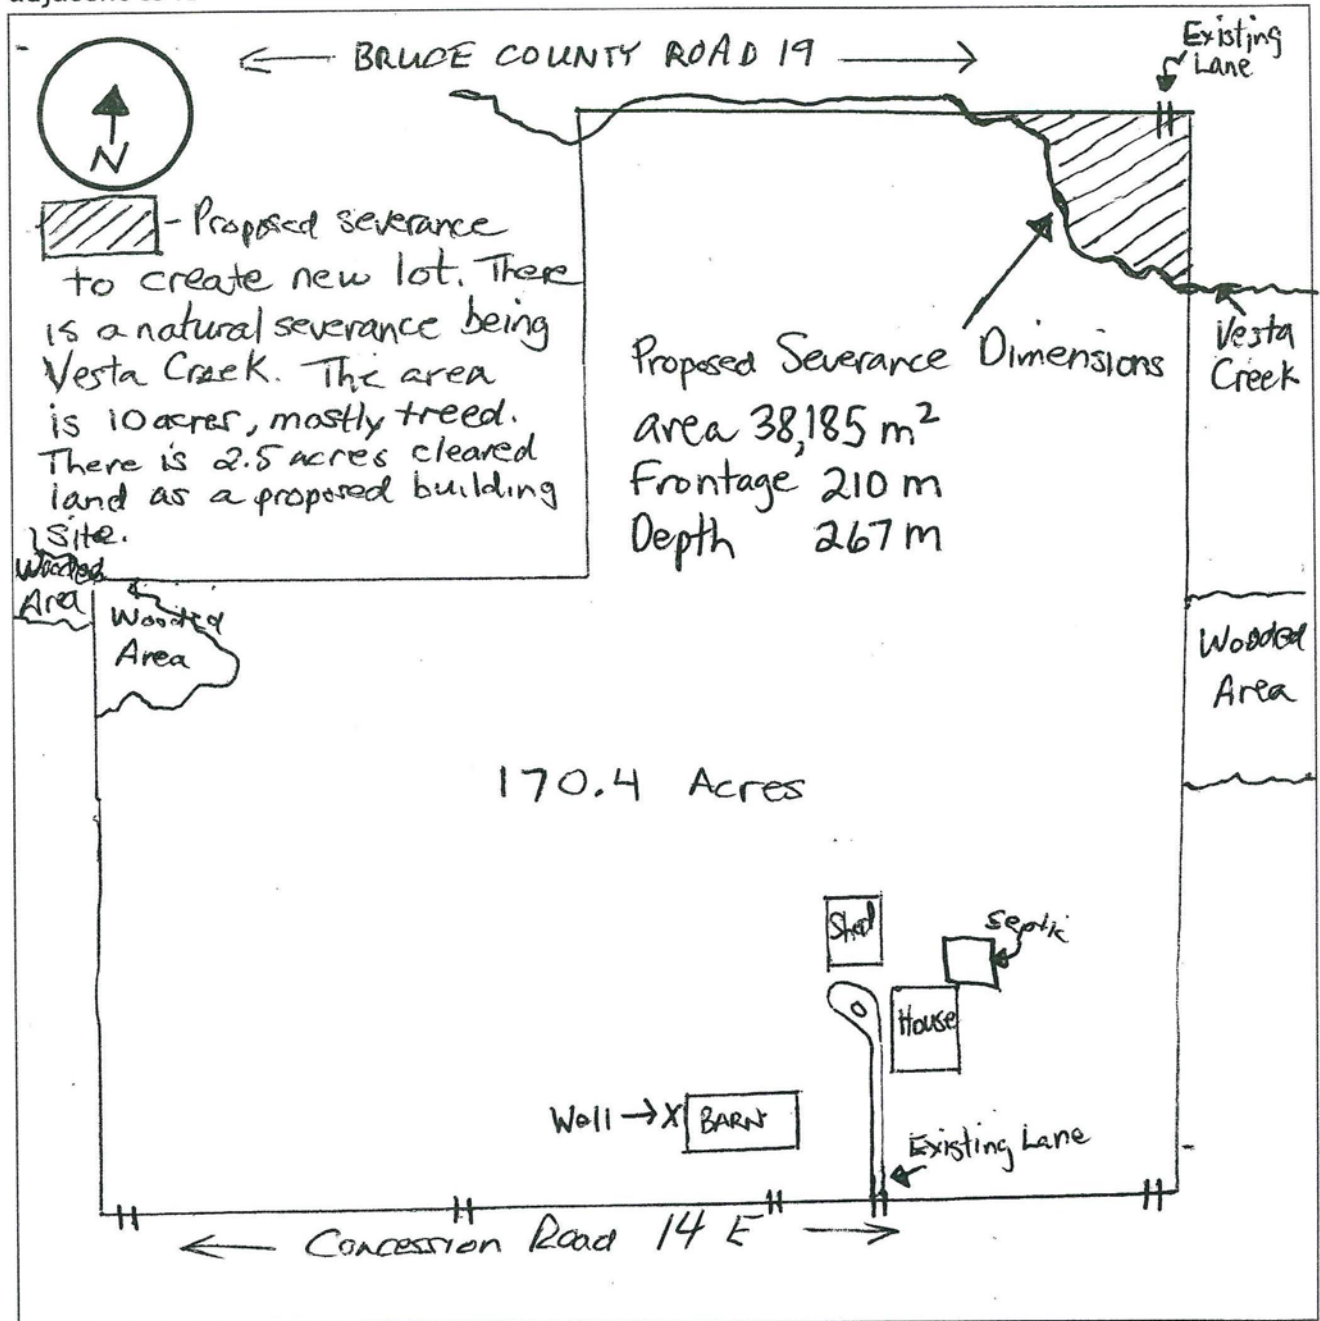 BRUCE COUNTY ROAD 19
Existing
Lane
N
- Proposed severance
to create new lot. There
is a natural severance being
Vesta Creek. The area
is 10 acres, mostly treed.
There is 2.5 acres cleared
land as a proposed building
site.
Proposed Severance Dimensions
area 38,185 m²
Frontage 210 m
Depth 267 m
Vesta
Creek
Wooded
Area
Wooded
Area
Wooded
Area
170.4 Acres
Shed
Septic
House
Well → X
BARN
Existing Lane
Concession Road 14 E